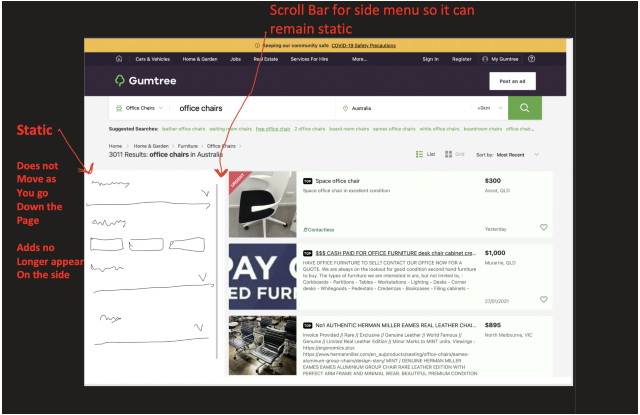 Scroll Bar for side menu so it can
remain static
Keeping our community safe COVID-19 Safety Precautions
Cars & Vehicles Home & Garden Jobs Real Estate Services For Hire More... Sign In Register My Gumtree
Gumtree
Post an ad
Office Chairs office chairs Australia +0km
Suggested Searches: leather office chairs waiting room chairs free office chair 2 office chairs board room chairs eames office chairs white office chairs boardroom chairs office chair...
Home Home & Garden Furniture Office Chairs
3011 Results: office chairs in Australia
List Grid Sort by: Most Recent
Static
Does not
Move as
You go
Down the
Page
Adds no
Longer appear
On the side
URGENT
TOP Space office chair $300
Space office chair in excellent condition Ascot, QLD
Contactless Yesterday
PAY C
ED FURI
TOP $$$ CASH PAID FOR OFFICE FURNITURE desk chair cabinet cre... $1,000
HAVE OFFICE FURNITURE TO SELL? CONTACT OUR OFFICE NOW FOR A Murarrie, QLD
QUOTE. We are always on the lookout for good condition second hand furniture
to buy. The types of furniture we are interested in are, but not limited to; -
Corkboards - Partitions - Tables - Workstations - Lighting - Desks - Corner
desks - Whitegoods - Pedestals - Credenzas - Bookcases - Filing cabinets -
27/01/2021
TOP No1 AUTHENTIC HERMAN MILLER EAMES REAL LEATHER CHAI... $895
Invoice Provided // Rare // Exclusive // Genuine Leather // World Famous // North Melbourne, VIC
Genuine // Limited Real Leather Edition // Minor Marks to MINT units. Viewings :
https://ergonomics.plus
https://www.hermanmiller.com/en_au/products/seating/office-chairs/eames-
aluminum-group-chairs/design-story/ MINT / GENUINE HERMAN MILLER
EAMES EAMES ALUMINIUM GROUP CHAIR RARE LEATHER EDITION WITH
PERFECT ARM FRAME AND MINIMAL WEAR. BEAUTIFUL PREMIUM CONDITION